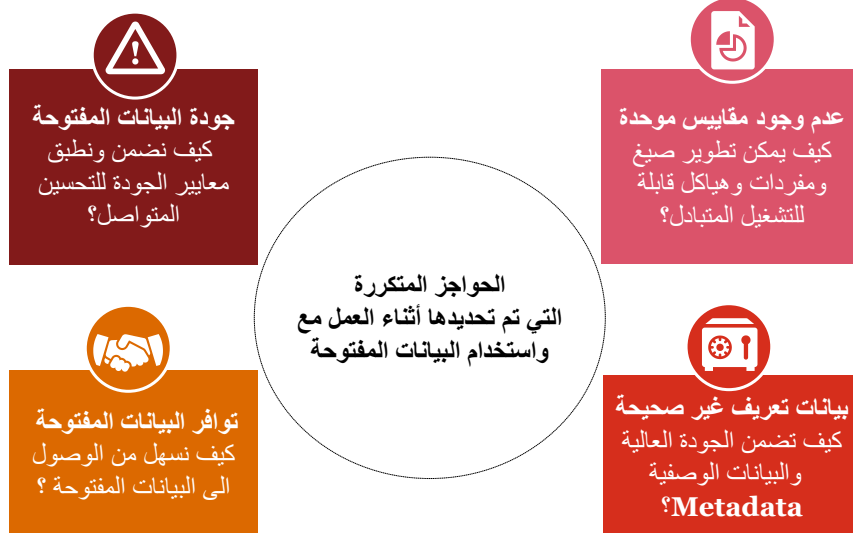 عدم وجود مقاييس موحدة
كيف يمكن تطوير صيغ
ومفردات وهياكل قابلة
للتشغيل المتبادل؟
جودة البيانات المفتوحة
كيف نضمن ونطبق
معايير الجودة للتحسين
المتواصل؟
الحواجز المتكررة
التي تم تحديدها أثناء العمل مع
واستخدام البيانات المفتوحة
بيانات تعريف غير صحيحة
كيف تضمن الجودة العالية
والبيانات الوصفية
Metadata؟
توافر البيانات المفتوحة
كيف نسهل من الوصول
الى البيانات المفتوحة ؟